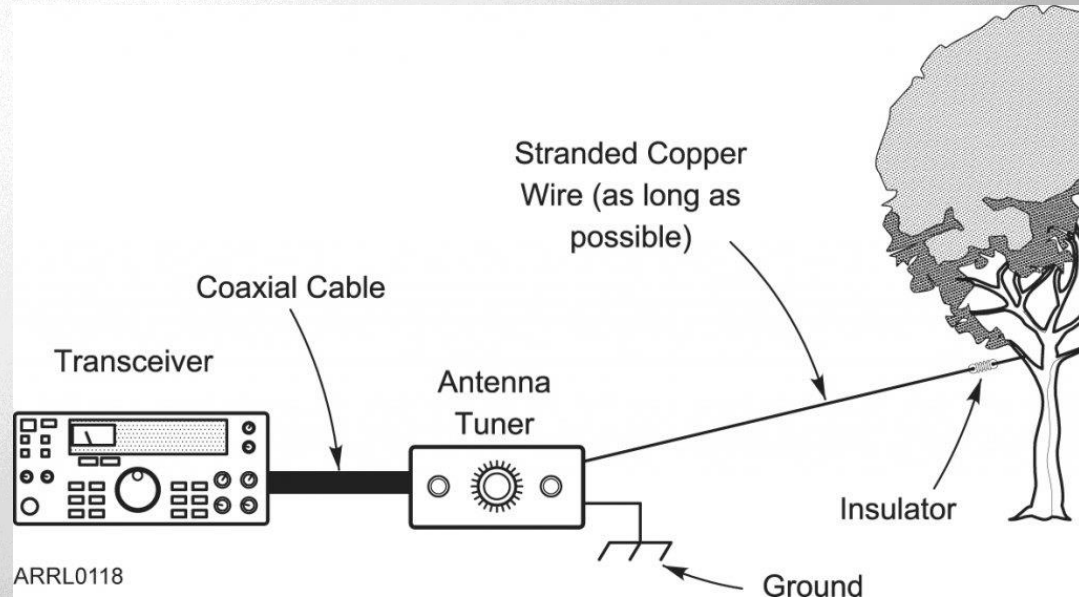 Stranded Copper
Wire (as long as
possible)
Coaxial Cable
Transceiver
Antenna
Tuner
Insulator
Ground
ARRL0118